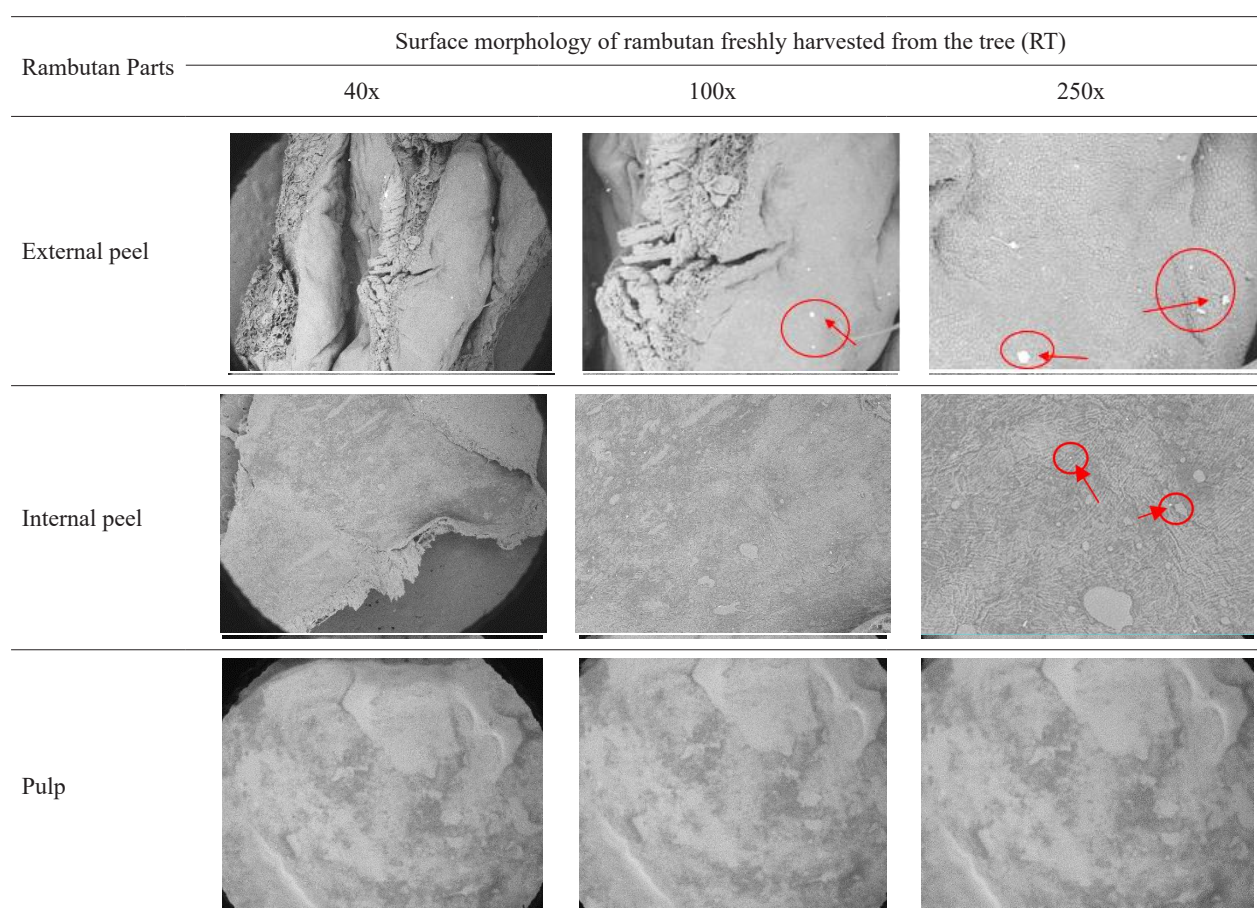 Surface morphology of rambutan freshly harvested from the tree (RT)
Rambutan Parts
40x 100x 250x
External peel
Internal peel
Pulp